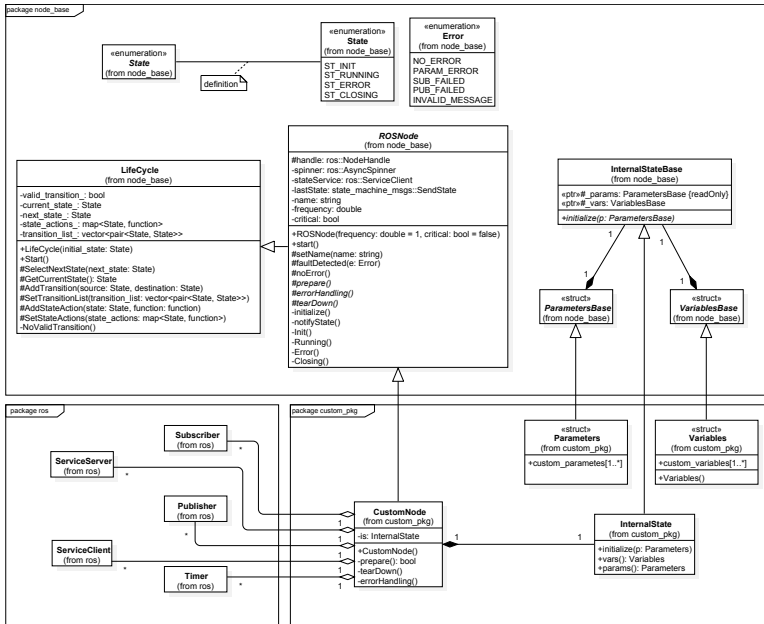 package node_base
«enumeration»
State
(from node_base)
definition
«enumeration»
State
(from node_base)
ST_INIT
ST_RUNNING
ST_ERROR
ST_CLOSING
«enumeration»
Error
(from node_base)
NO_ERROR
PARAM_ERROR
SUB_FAILED
PUB_FAILED
INVALID_MESSAGE
LifeCycle
(from node_base)
-valid_transition_: bool
-current_state_: State
-next_state_: State
-state_actions_: map<State, function>
-transition_list_: vector<pair<State, State>>
+LifeCycle(initial_state: State)
+Start()
#SelectNextState(next_state: State)
#GetCurrentState(): State
#AddTransition(source: State, destination: State)
#SetTransitionList(transition_list: vector<pair<State, State>>)
#AddStateAction(state: State, function: function)
#SetStateActions(state_actions: map<State, function>)
-NoValidTransition()
ROSNode
(from node_base)
#handle: ros::NodeHandle
-spinner: ros::AsyncSpinner
-stateService: ros::ServiceClient
-lastState: state_machine_msgs::SendState
-name: string
-frequency: double
-critical: bool
+ROSNode(frequency: double = 1, critical: bool = false)
+start()
#setName(name: string)
#faultDetected(e: Error)
#noError()
#prepare()
#errorHandling()
#tearDown()
-initialize()
-notifyState()
-Init()
-Running()
-Error()
-Closing()
InternalStateBase
(from node_base)
«ptr»#_params: ParametersBase {readOnly}
«ptr»#_vars: VariablesBase
+initialize(p: ParametersBase)
1
1
1
1
«struct»
ParametersBase
(from node_base)
«struct»
VariablesBase
(from node_base)
package ros
package custom_pkg
«struct»
Parameters
(from custom_pkg)
+custom_parametes[1..*]
«struct»
Variables
(from custom_pkg)
+custom_variables[1..*]
+Variables()
Subscriber
(from ros)
*
ServiceServer
(from ros)
*
Publisher
(from ros)
*
ServiceClient
(from ros)
*
Timer
(from ros)
*
1
1
1
1
1
CustomNode
(from custom_pkg)
-is: InternalState
+CustomNode()
-prepare(): bool
-tearDown()
-errorHandling()
1
1
InternalState
(from custom_pkg)
+initialize(p: Parameters)
+vars(): Variables
+params(): Parameters